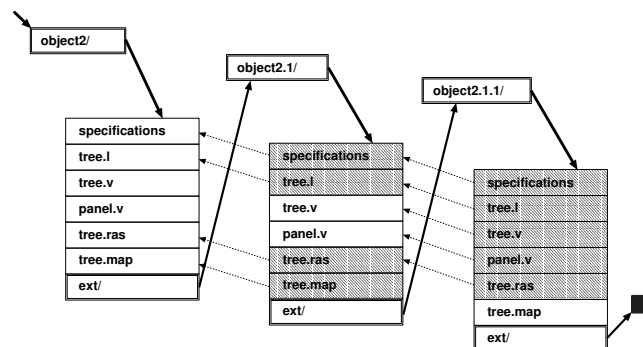 object2/
specifications
tree.l
tree.v
panel.v
tree.ras
tree.map
ext/
object2.1/
specifications
tree.l
tree.v
panel.v
tree.ras
tree.map
ext/
object2.1.1/
specifications
tree.l
tree.v
panel.v
tree.ras
tree.map
ext/